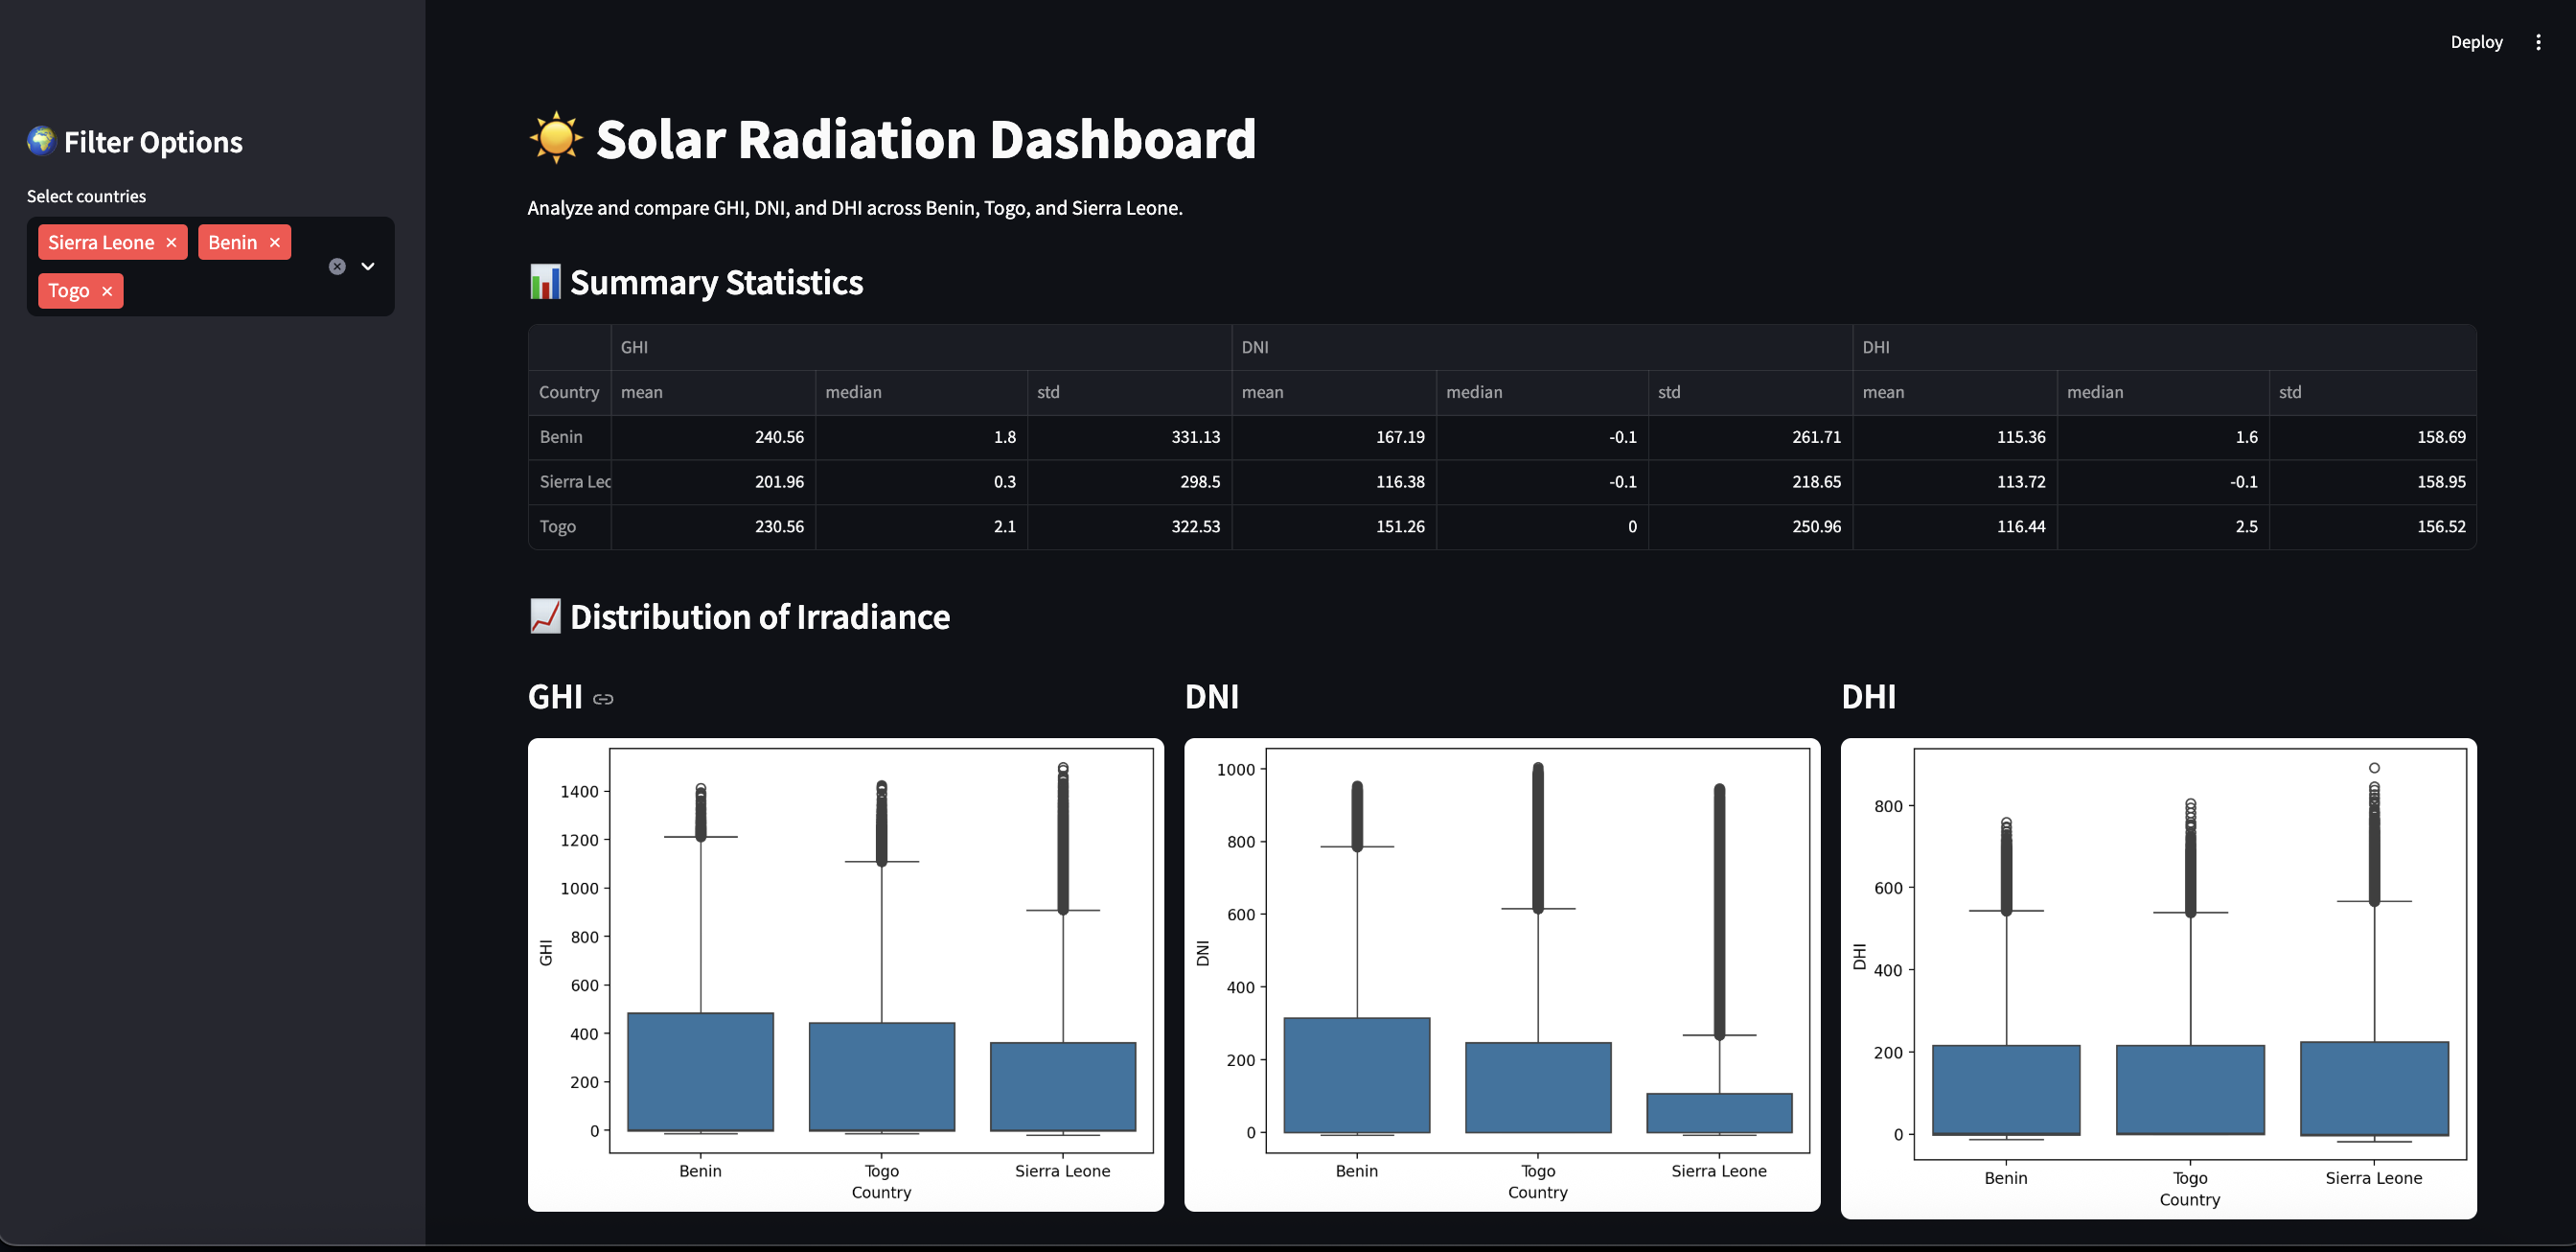 Deploy
Filter Options
Select countries
Sierra Leone × Benin ×
Togo ×
Solar Radiation Dashboard
Analyze and compare GHI, DNI, and DHI across Benin, Togo, and Sierra Leone.
Summary Statistics
GHI DNI DHI
Country mean median std mean median std mean median std
Benin 240.56 1.8 331.13 167.19 -0.1 261.71 115.36 1.6 158.69
Sierra Leo 201.96 0.3 298.5 116.38 -0.1 218.65 113.72 -0.1 158.95
Togo 230.56 2.1 322.53 151.26 0 250.96 116.44 2.5 156.52
Distribution of Irradiance
GHI
1400
1200
1000
800
600
400
200
0
GHI
Benin Togo Sierra Leone
Country
DNI
1000
800
600
400
200
0
DNI
Benin Togo Sierra Leone
Country
DHI
800
600
400
200
0
DHI
Benin Togo Sierra Leone
Country